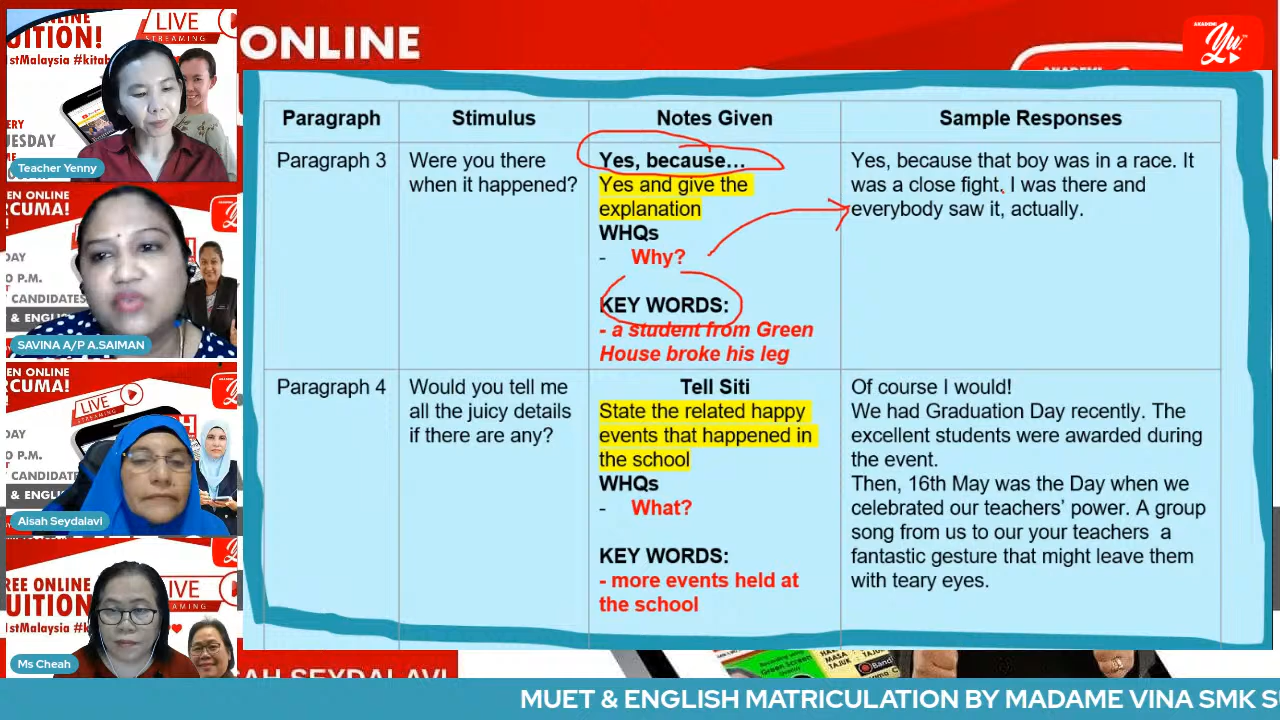 ONLINE
LIVE
STREAMING
Teacher Yenny
SAVINA A/P A.SAIMAN
LIVE
Aisah Seydalavi
LIVE
STREAMING
Ms Cheah
Paragraph
Stimulus
Notes Given
Sample Responses
Paragraph 3
Were you there
when it happened?
Yes, because…
Yes and give the
explanation
WHQs
- Why?
KEY WORDS:
- a student from Green
House broke his leg
Yes, because that boy was in a race. It
was a close fight. I was there and
everybody saw it, actually.
Paragraph 4
Would you tell me
all the juicy details
if there are any?
Tell Siti
State the related happy
events that happened in
the school
WHQs
- What?
KEY WORDS:
- more events held at
the school
Of course I would!
We had Graduation Day recently. The
excellent students were awarded during
the event.
Then, 16th May was the Day when we
celebrated our teachers’ power. A group
song from us to our your teachers a
fantastic gesture that might leave them
with teary eyes.
MUET & ENGLISH MATRICULATION BY MADAME VINA SMK S